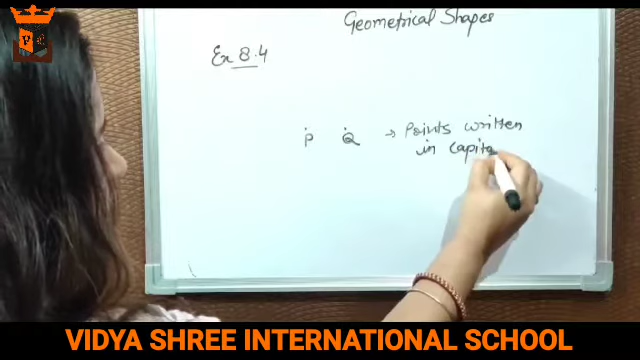 Geometrical Shapes
Ex 8.4
P Q → Points written
in capita
VIDYA SHREE INTERNATIONAL SCHOOL